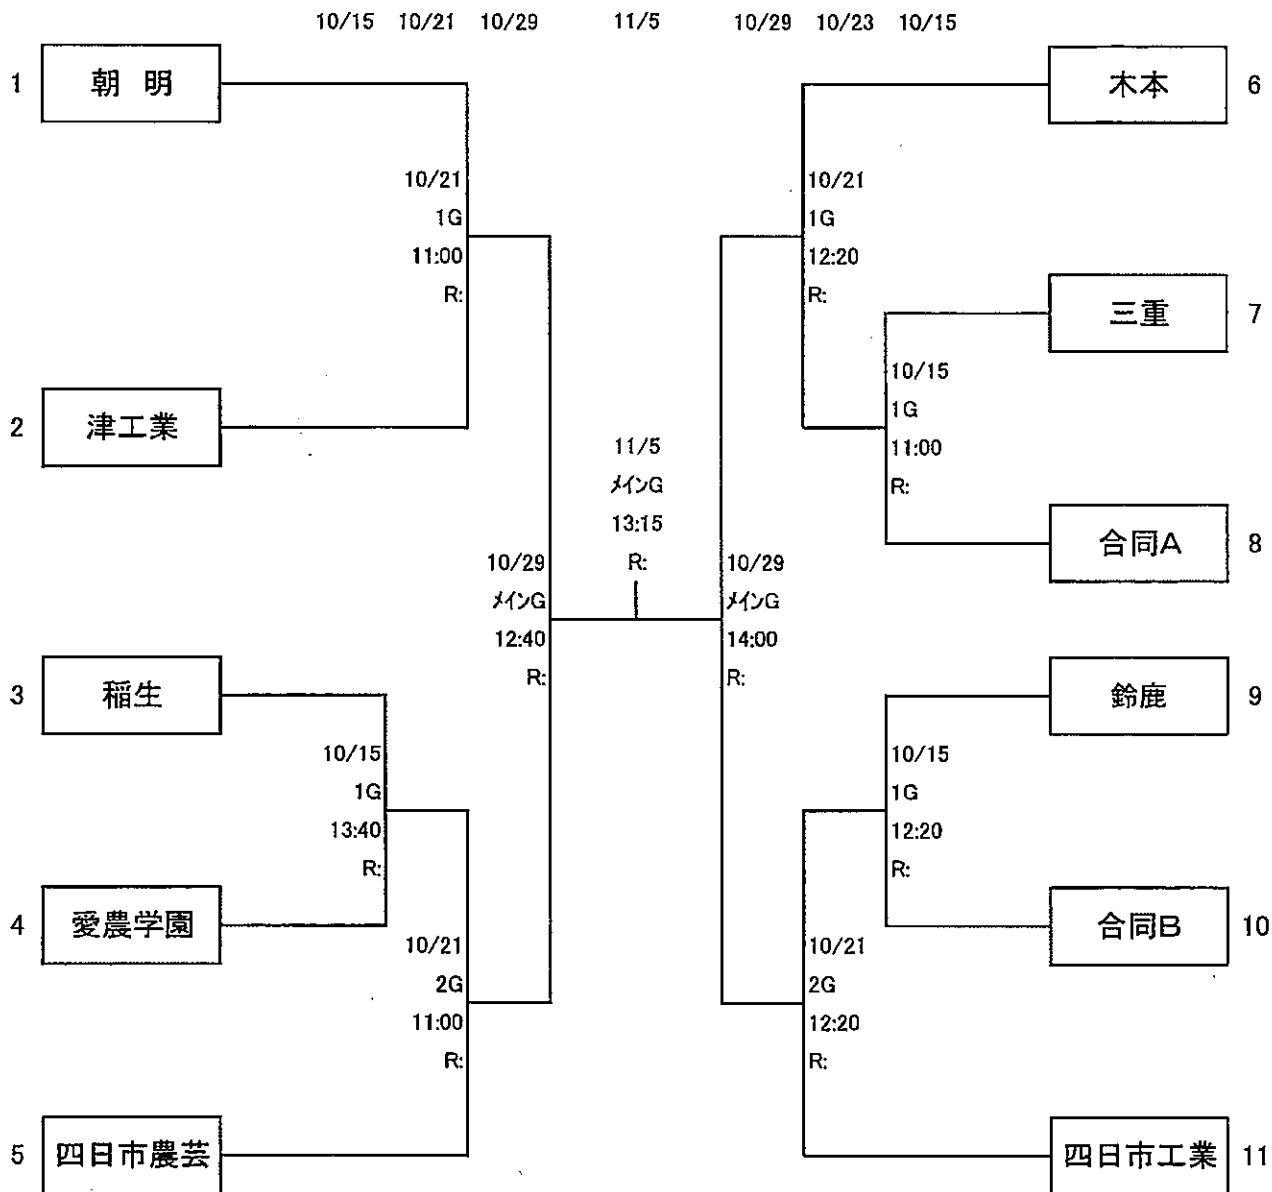 10/15 10/21 10/29 11/5 10/29 10/23 10/15
1 朝 明
木本 6
10/21
1G
11:00
R:
10/21
1G
12:20
R:
三重 7
10/15
1G
11:00
R:
2 津工業
11/5
メインG
13:15
R:
合同A 8
10/29
メインG
12:40
R:
10/29
メインG
14:00
R:
3 稲生
鈴鹿 9
10/15
1G
13:40
R:
10/15
1G
12:20
R:
4 愛農学園
合同B 10
10/21
2G
11:00
R:
10/21
2G
12:20
R:
5 四日市農芸
四日市工業 11